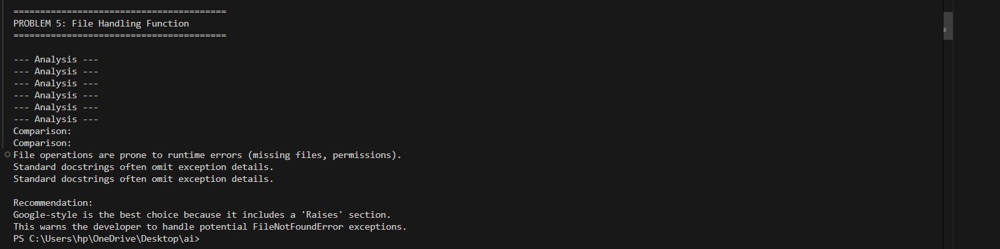 ========================================
PROBLEM 5: File Handling Function
========================================
--- Analysis ---
--- Analysis ---
--- Analysis ---
--- Analysis ---
--- Analysis ---
--- Analysis ---
Comparison:
Comparison:
File operations are prone to runtime errors (missing files, permissions).
Standard docstrings often omit exception details.
Standard docstrings often omit exception details.
Recommendation:
Google-style is the best choice because it includes a 'Raises' section.
This warns the developer to handle potential FileNotFoundError exceptions.
PS C:\Users\hp\OneDrive\Desktop\ai>